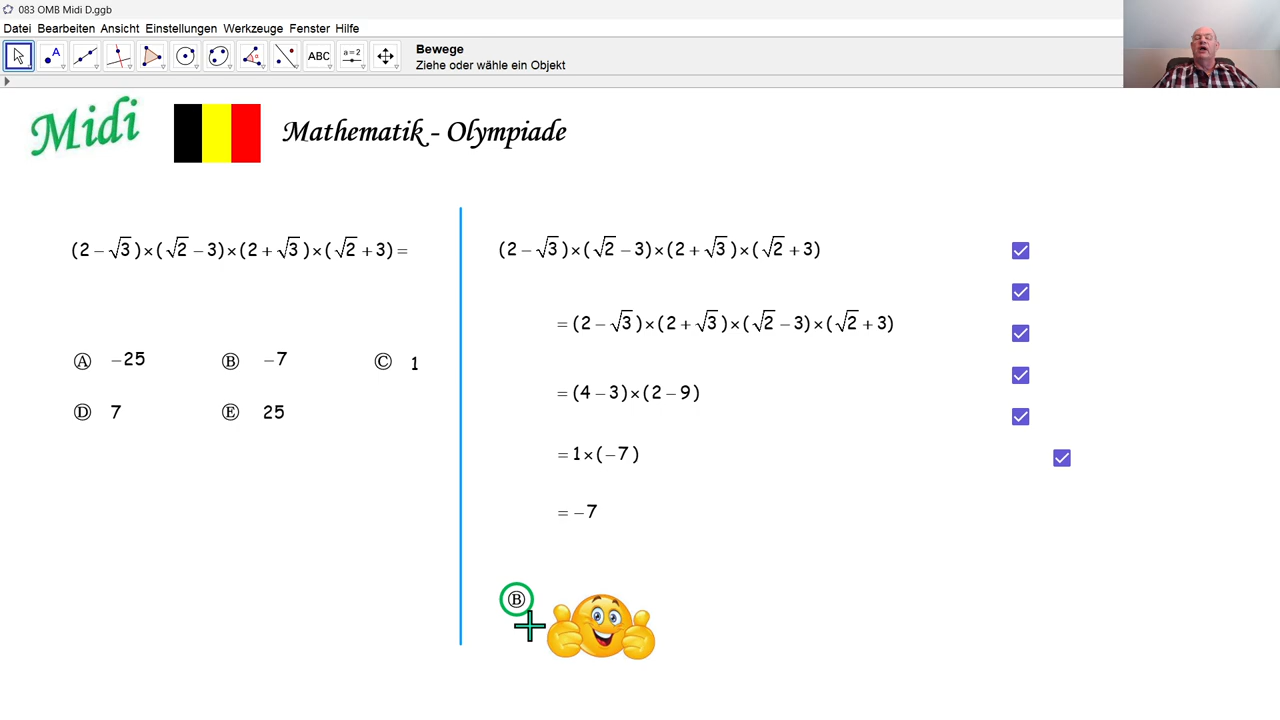 083 OMB Midi D.ggb
Datei Bearbeiten Ansicht Einstellungen Werkzeuge Fenster Hilfe
A ABC a=2
Bewege
Ziehe oder wähle ein Objekt
Midi
Mathematik - Olympiade
(2 − √3)×(√2 − 3)×(2 + √3)×(√2 + 3) =
Ⓐ −25 Ⓑ −7 Ⓒ 1
Ⓓ 7 Ⓔ 25
(2 − √3)×(√2 − 3)×(2 + √3)×(√2 + 3)
= (2 − √3)×(2 + √3)×(√2 − 3)×(√2 + 3)
= (4 − 3)×(2 − 9)
= 1×(−7)
= −7
Ⓑ